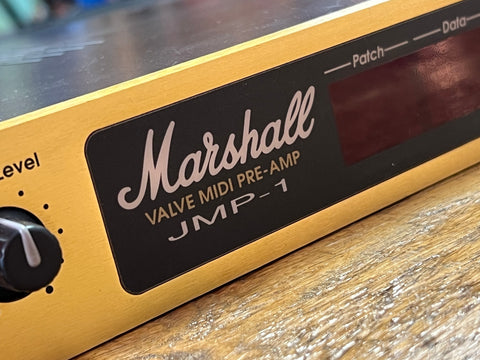 Patch Data
Level
Marshall
VALVE MIDI PRE-AMP
JMP-1